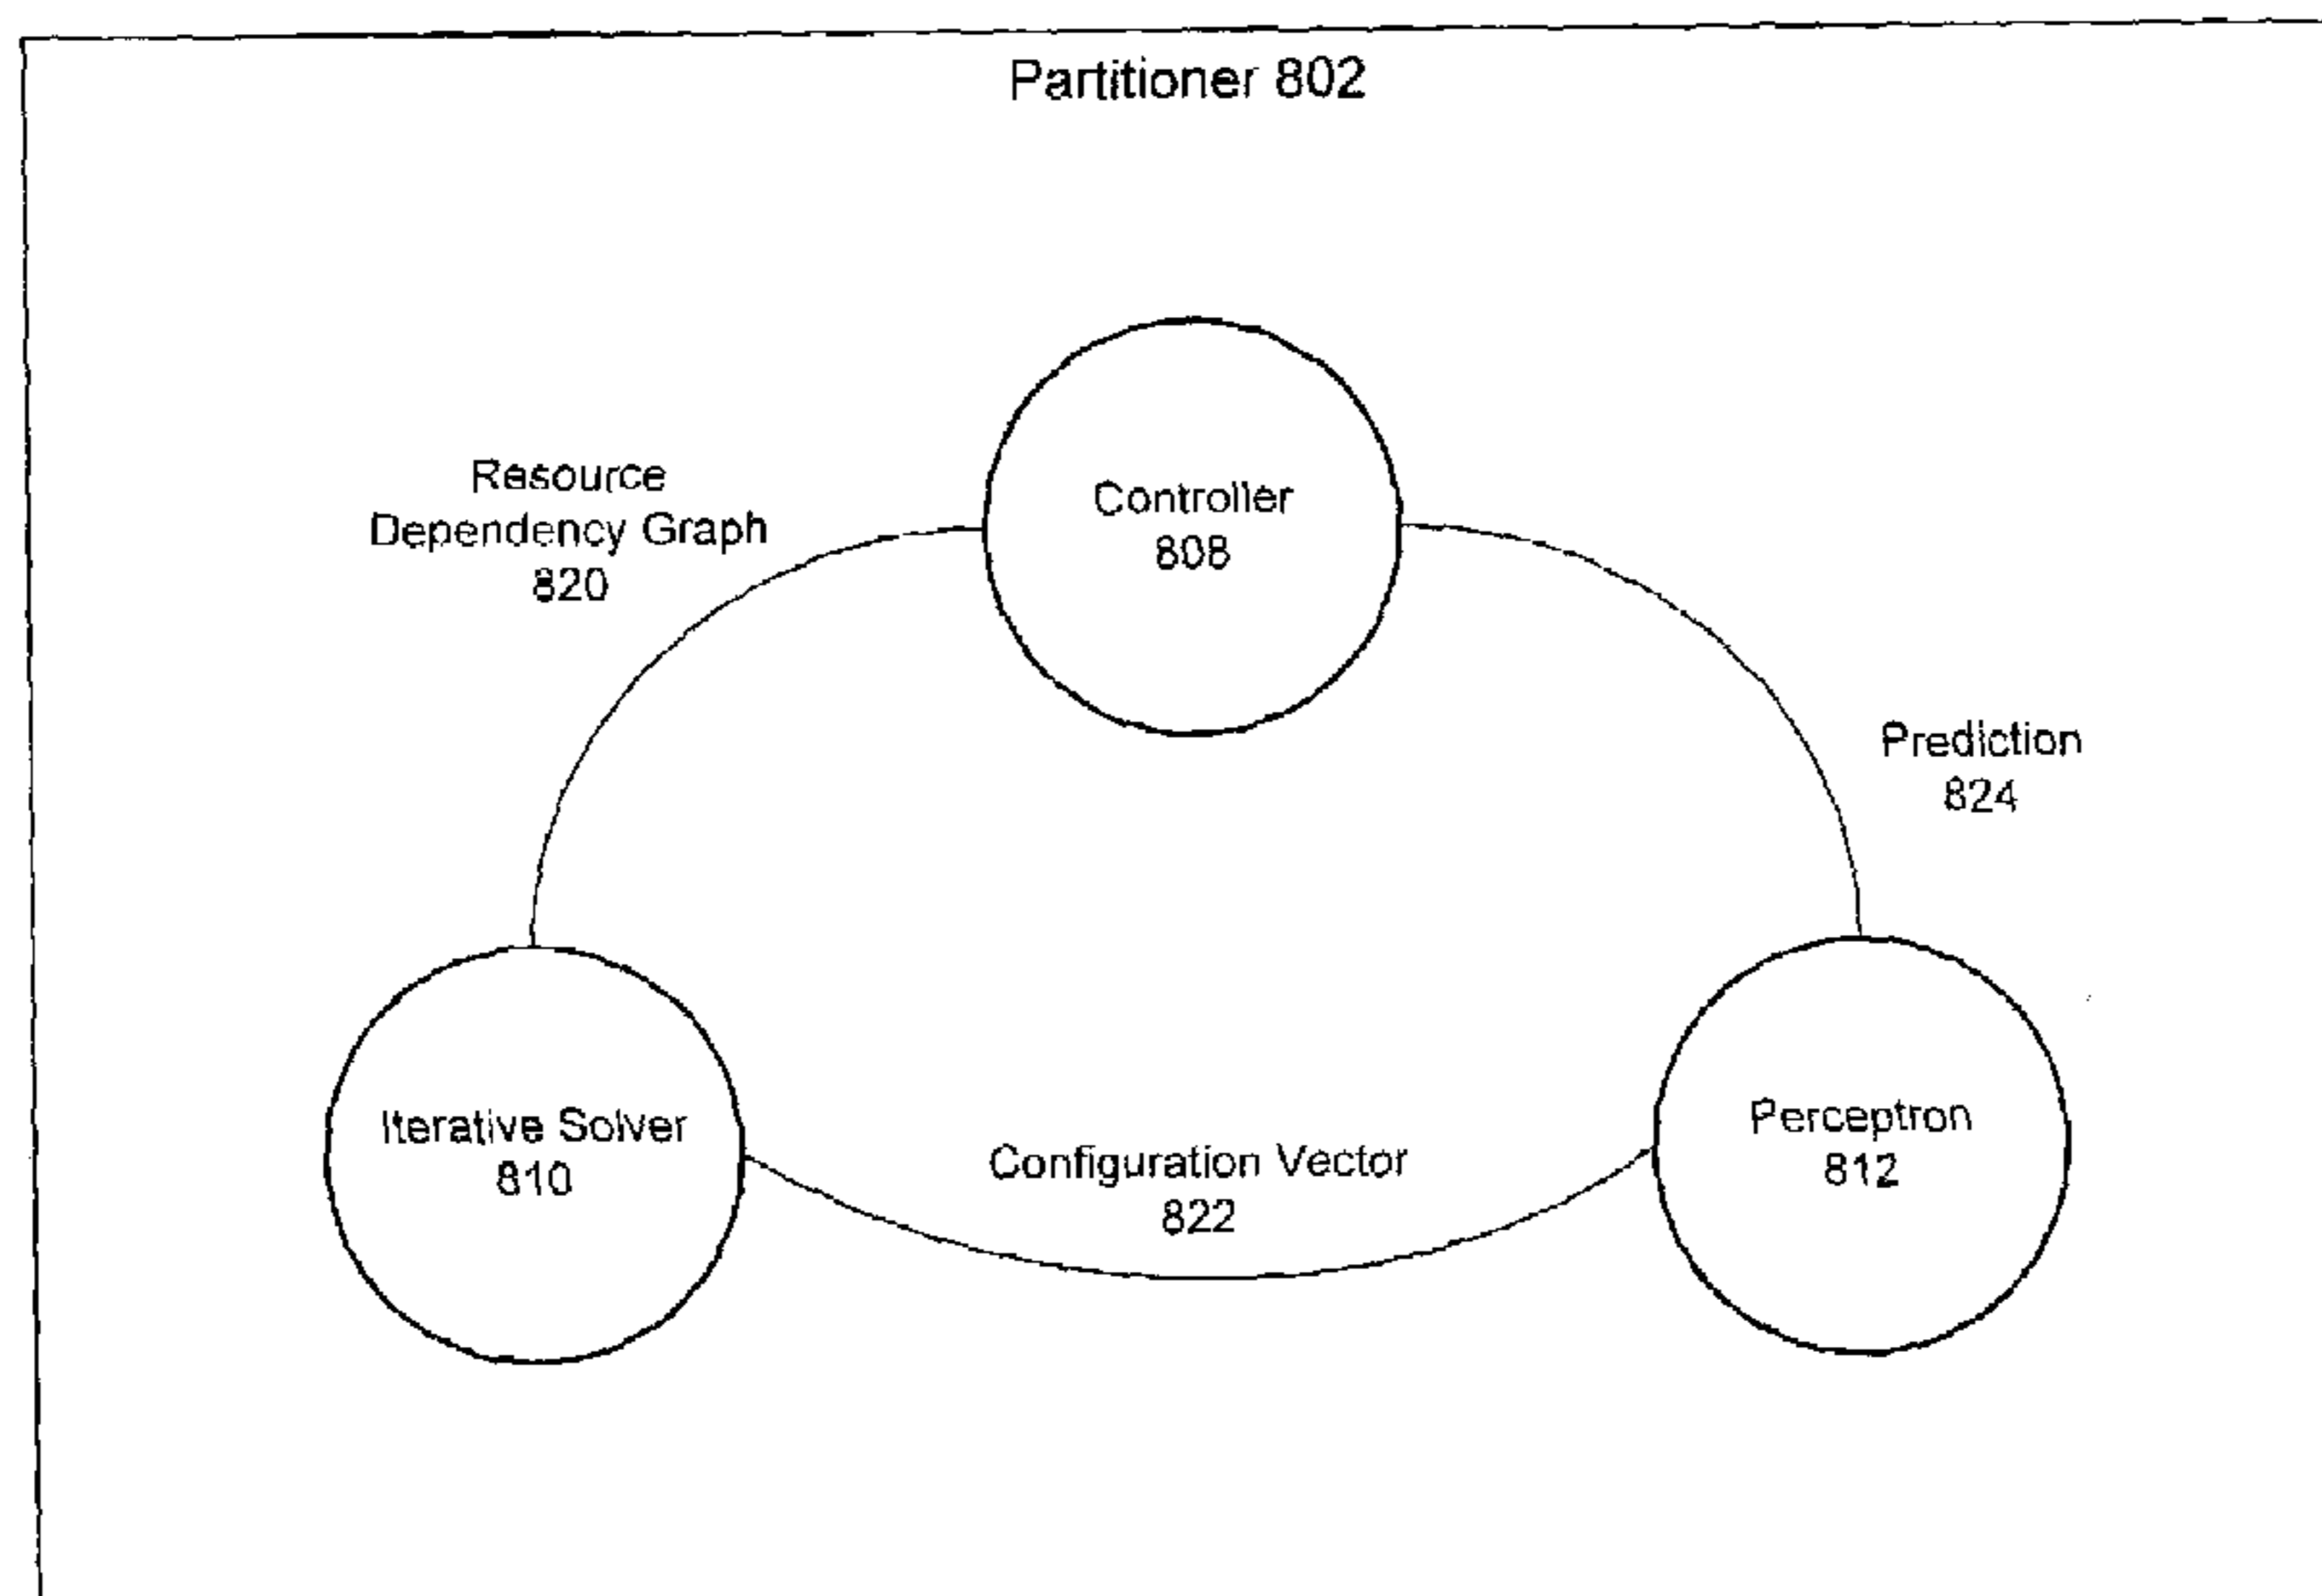 Partitioner 802
Controller
808
Resource
Dependency Graph
820
Prediction
824
Iterative Solver
810
Configuration Vector
822
Perceptron
812